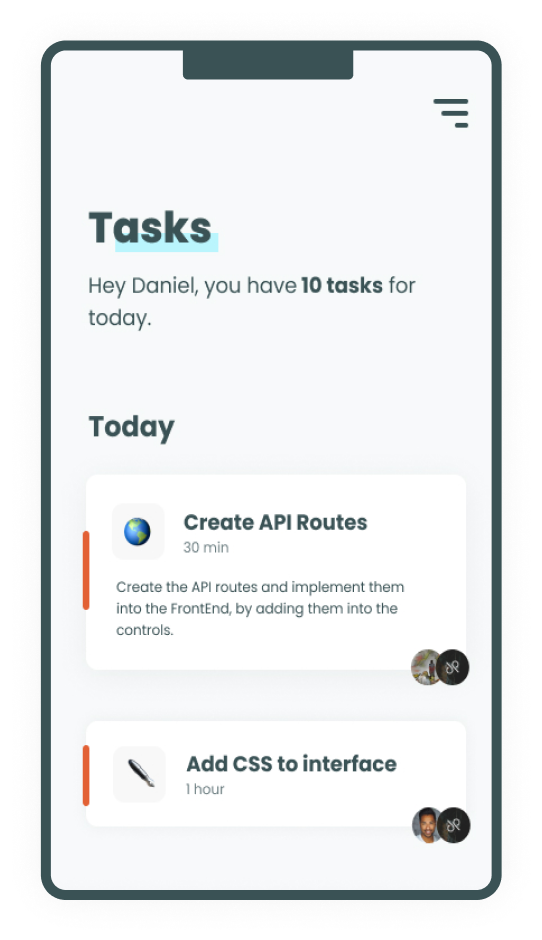 Tasks
Hey Daniel, you have 10 tasks for
today.
Today
Create API Routes
30 min
Create the API routes and implement them
into the FrontEnd, by adding them into the
controls.
Add CSS to interface
1 hour